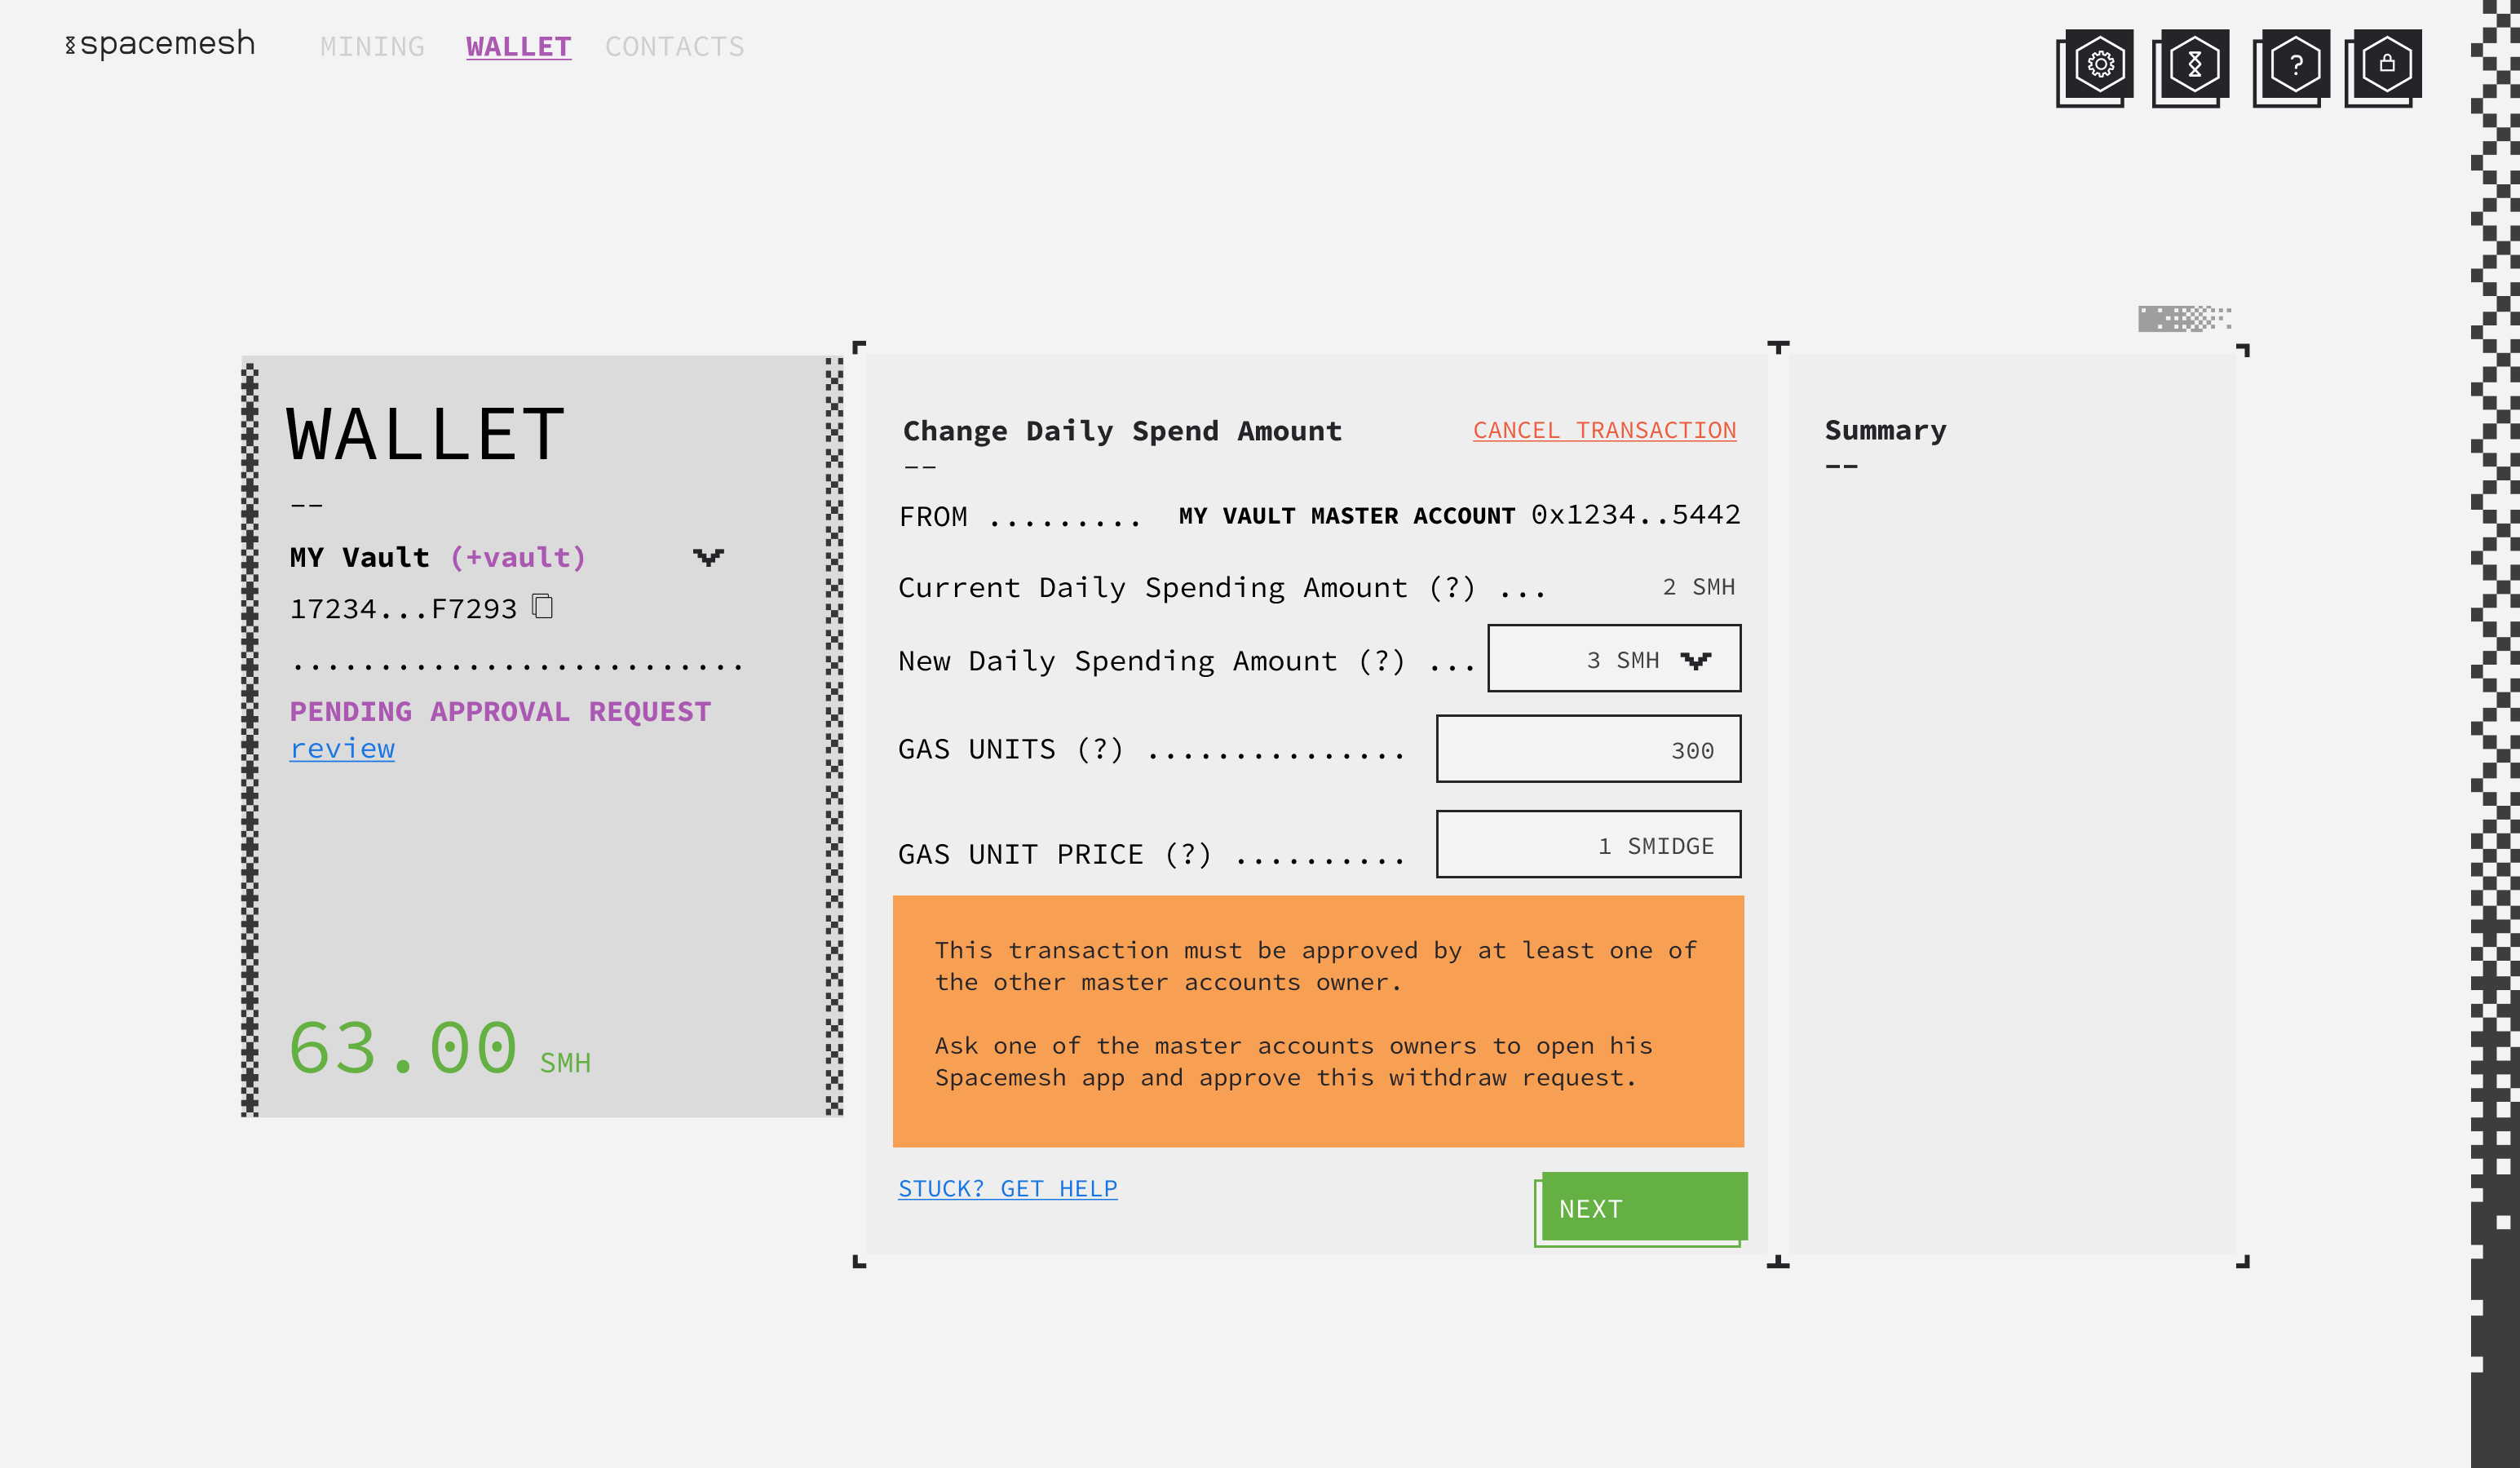 spacemesh MINING WALLET CONTACTS
?
WALLET
--
MY Vault (+vault)
17234...F7293
..........................
PENDING APPROVAL REQUEST
review
63.00 SMH
Change Daily Spend Amount CANCEL TRANSACTION
--
FROM ......... MY VAULT MASTER ACCOUNT 0x1234..5442
Current Daily Spending Amount (?) ... 2 SMH
New Daily Spending Amount (?) ... 3 SMH
GAS UNITS (?) ............... 300
GAS UNIT PRICE (?) .......... 1 SMIDGE
This transaction must be approved by at least one of
the other master accounts owner.
Ask one of the master accounts owners to open his
Spacemesh app and approve this withdraw request.
STUCK? GET HELP
NEXT
Summary
--